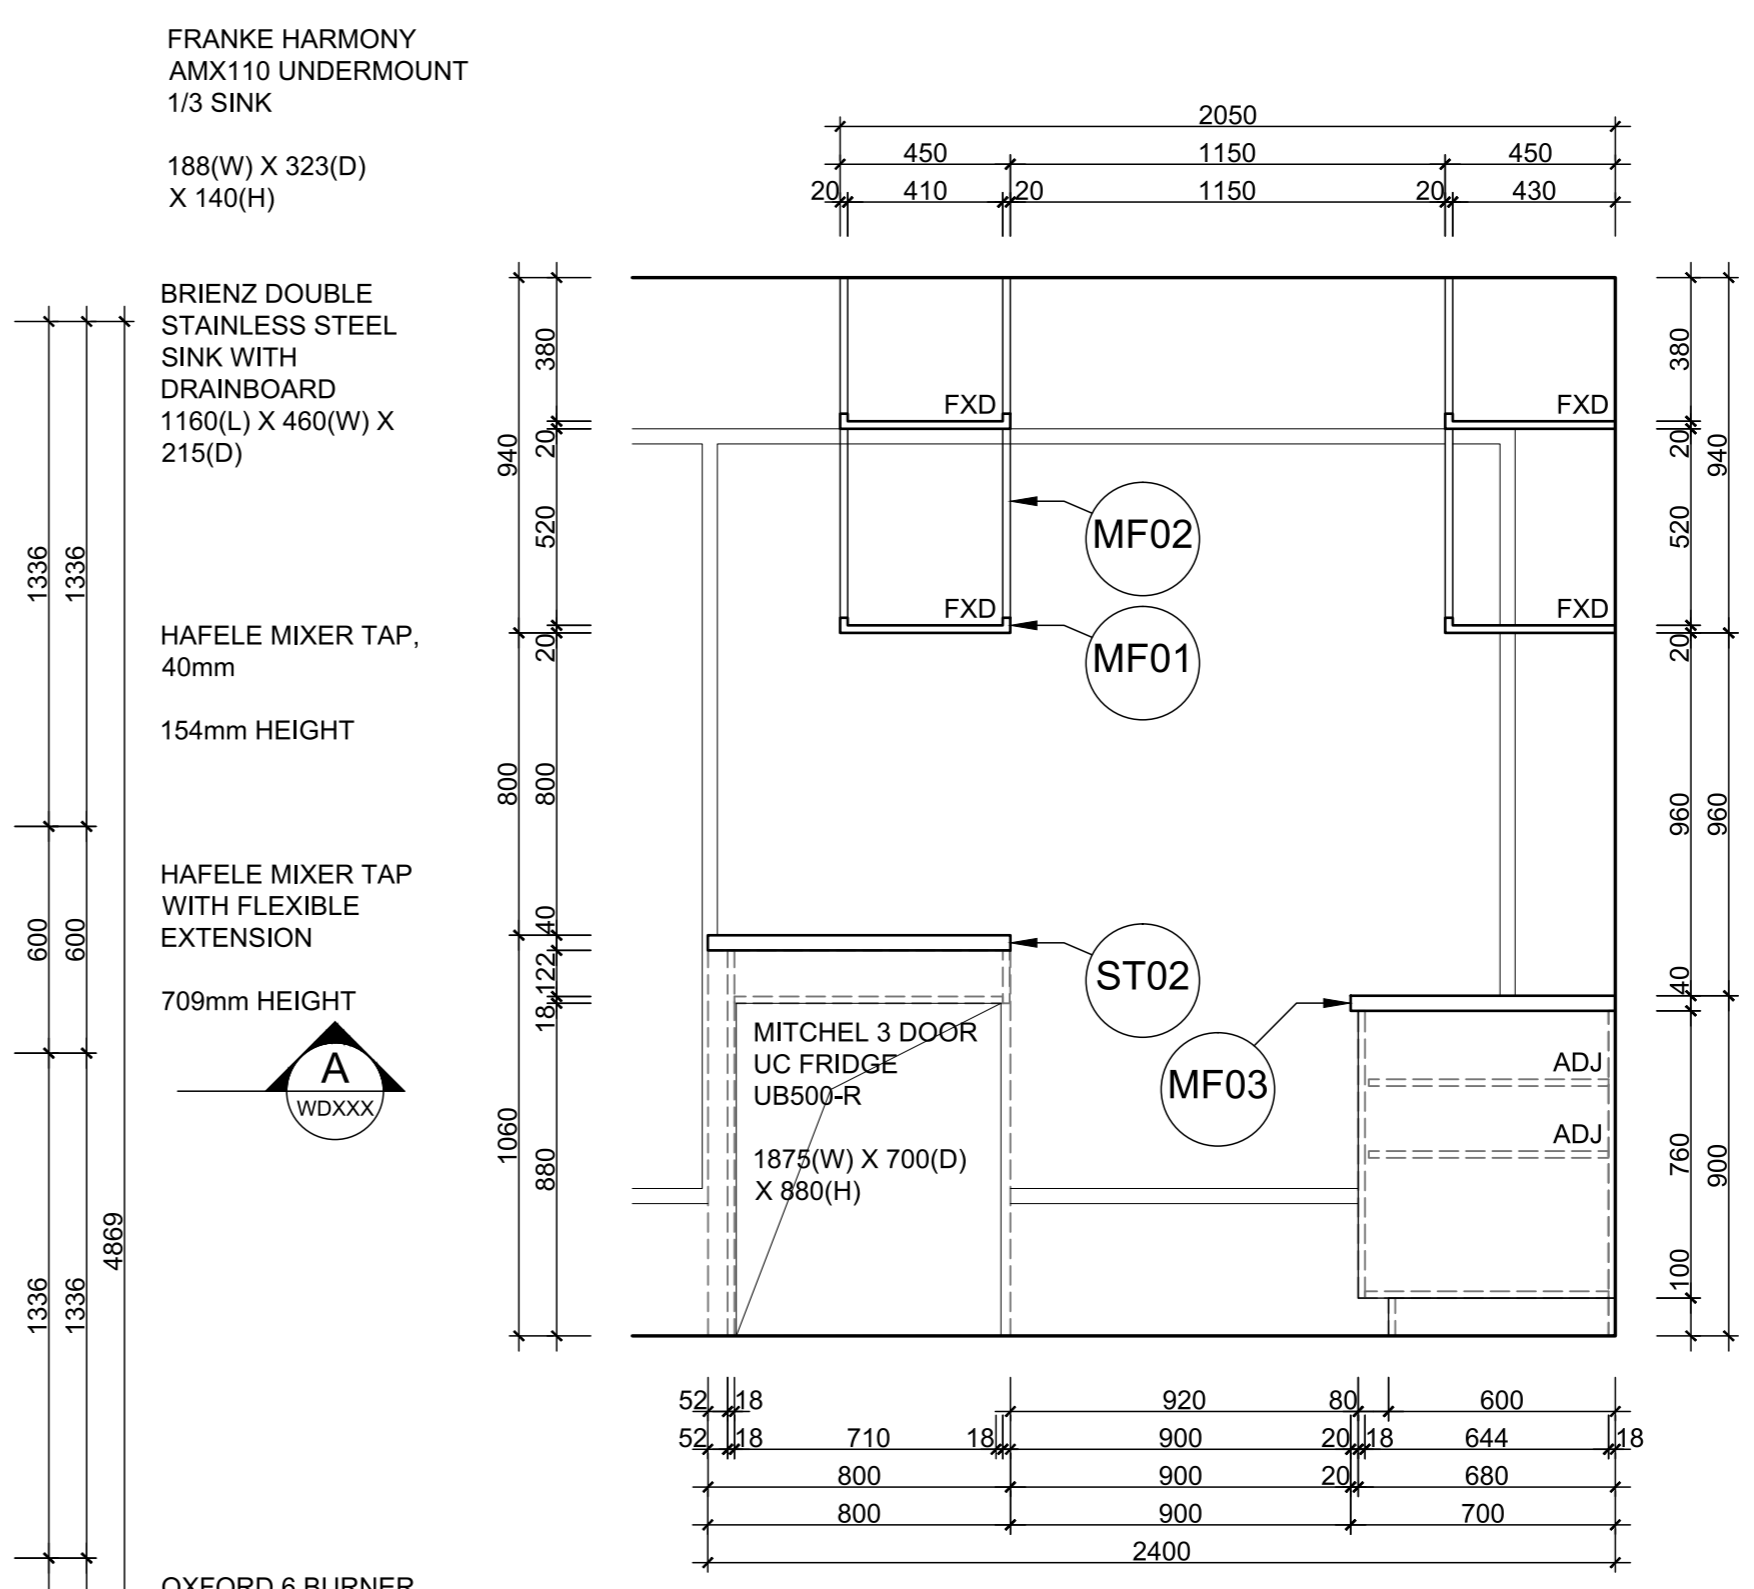 FRANKE HARMONY
AMX110 UNDERMOUNT
1/3 SINK
188(W) X 323(D)
X 140(H)
BRIENZ DOUBLE
STAINLESS STEEL
SINK WITH
DRAINBOARD
1160(L) X 460(W) X
215(D)
HAFELE MIXER TAP,
40mm
154mm HEIGHT
HAFELE MIXER TAP
WITH FLEXIBLE
EXTENSION
709mm HEIGHT
A
WDXXX
OXFORD 6 BURNER
1336
1336
600
600
1336
1336
4869
2050
450 1150 450
20 410 20 1150 20 430
940
800
1060
380
20
520
20
800
40
122
18
880
FXD
FXD
FXD
FXD
MF02
MF01
ST02
MF03
MITCHEL 3 DOOR
UC FRIDGE
UB500-R
1875(W) X 700(D)
X 880(H)
ADJ
ADJ
380
20
520
20
960
40
760
100
940
960
900
52 18 920 80 600
52 18 710 18 900 20 18 644 18
800 900 20 680
800 900 700
2400